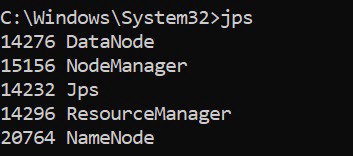 C:\Windows\System32>jps
14276 DataNode
15156 NodeManager
14232 Jps
14296 ResourceManager
20764 NameNode